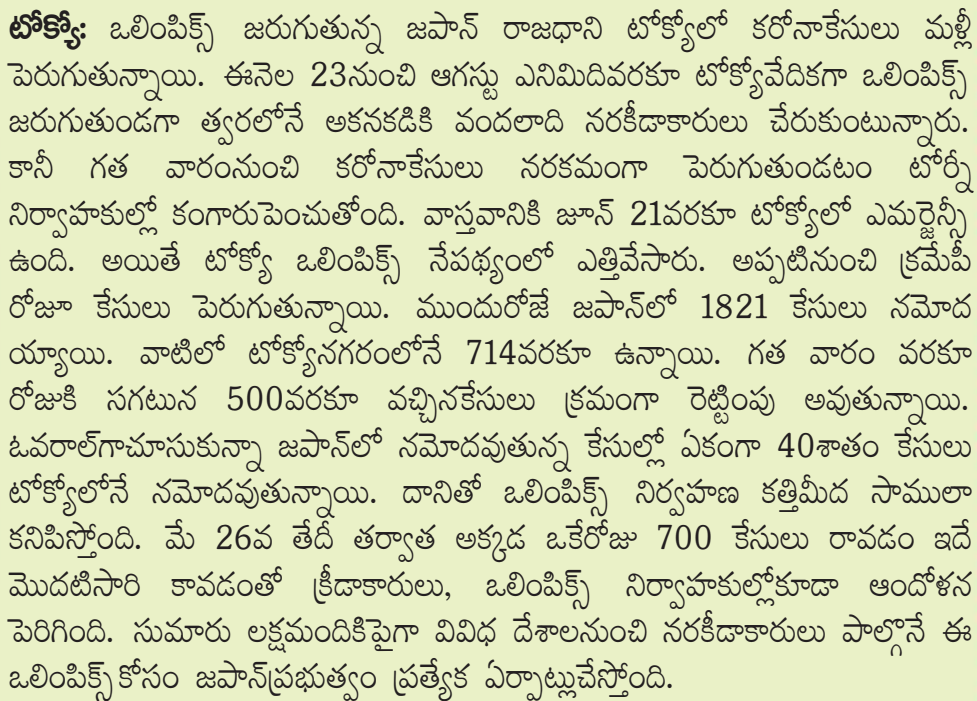 టోక్యో: ఒలింపిక్స్ జరుగుతున్న జపాన్ రాజధాని టోక్యోలో కరోనాకేసులు మళ్లీ
పెరుగుతున్నాయి. ఈనెల 23నుంచి ఆగస్టు ఎనిమిదివరకూ టోక్యోవేదికగా ఒలింపిక్స్
జరుగుతుండగా త్వరలోనే అకనకడికి వందలాది నరకీడాకారులు చేరుకుంటున్నారు.
కానీ గత వారంనుంచి కరోనాకేసులు నరకమంగా పెరుగుతుండటం టోర్నీ
నిర్వాహకుల్లో కంగారుపెంచుతోంది. వాస్తవానికి జూన్ 21వరకూ టోక్యోలో ఎమర్జెన్సీ
ఉంది. అయితే టోక్యో ఒలింపిక్స్ నేపథ్యంలో ఎత్తివేసారు. అప్పటినుంచి క్రమేపీ
రోజూ కేసులు పెరుగుతున్నాయి. ముందురోజే జపాన్‌లో 1821 కేసులు నమోద
య్యాయి. వాటిలో టోక్యోనగరంలోనే 714వరకూ ఉన్నాయి. గత వారం వరకూ
రోజుకి సగటున 500వరకూ వచ్చినకేసులు క్రమంగా రెట్టింపు అవుతున్నాయి.
ఓవరాల్‌గాచూసుకున్నా జపాన్‌లో నమోదవుతున్న కేసుల్లో ఏకంగా 40శాతం కేసులు
టోక్యోలోనే నమోదవుతున్నాయి. దానితో ఒలింపిక్స్ నిర్వహణ కత్తిమీద సాములా
కనిపిస్తోంది. మే 26వ తేదీ తర్వాత అక్కడ ఒకేరోజు 700 కేసులు రావడం ఇదే
మొదటిసారి కావడంతో క్రీడాకారులు, ఒలింపిక్స్ నిర్వాహకుల్లోకూడా ఆందోళన
పెరిగింది. సుమారు లక్షమందికిపైగా వివిధ దేశాలనుంచి నరకీడాకారులు పాల్గొనే ఈ
ఒలింపిక్స్‌కోసం జపాన్‌ప్రభుత్వం ప్రత్యేక ఏర్పాట్లుచేస్తోంది.